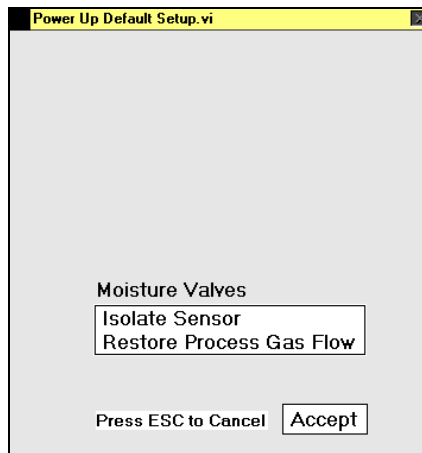 Power Up Default Setup.vi
Moisture Valves
Isolate Sensor
Restore Process Gas Flow
Press ESC to Cancel Accept